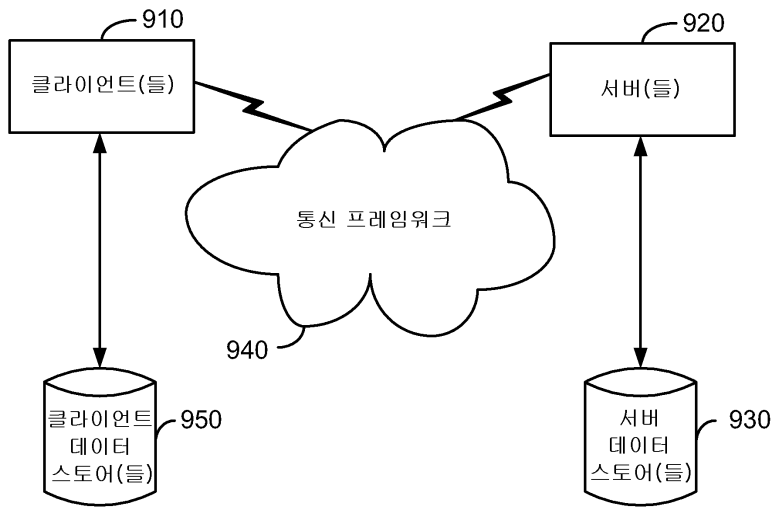 910
클라이언트(들)
920
서버(들)
통신 프레임워크
940
클라이언트
데이터
스토어(들)
950
서버
데이터
스토어(들)
930